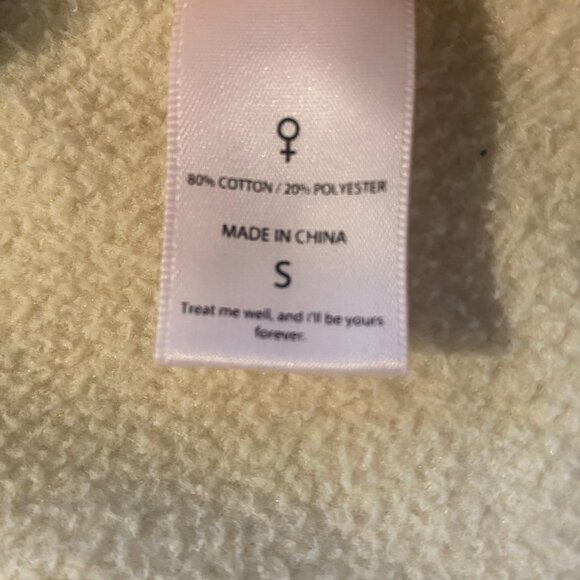 80% COTTON / 20% POLYESTER
MADE IN CHINA
S
Treat me well, and i'll be yours
forever.